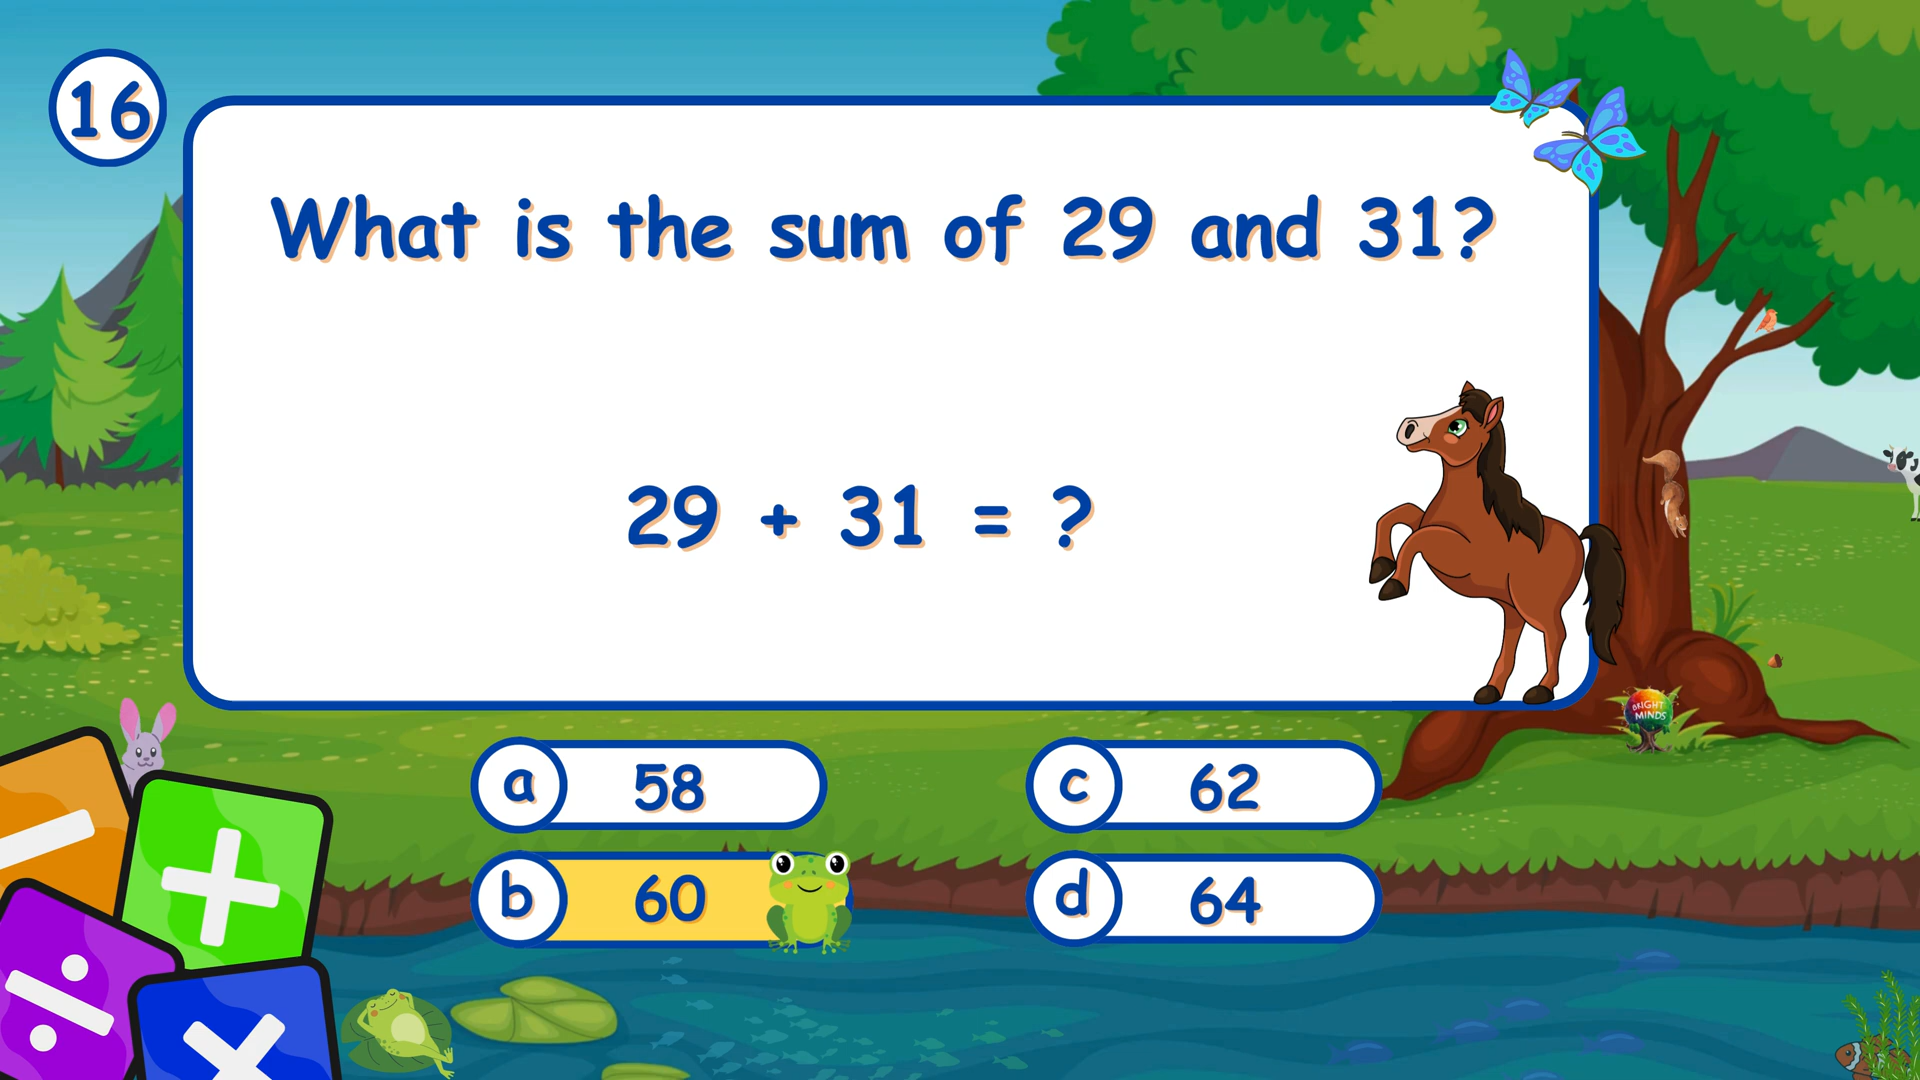 16
What is the sum of 29 and 31?
29 + 31 = ?
a 58
c 62
b 60
d 64
BRIGHT
MINDS